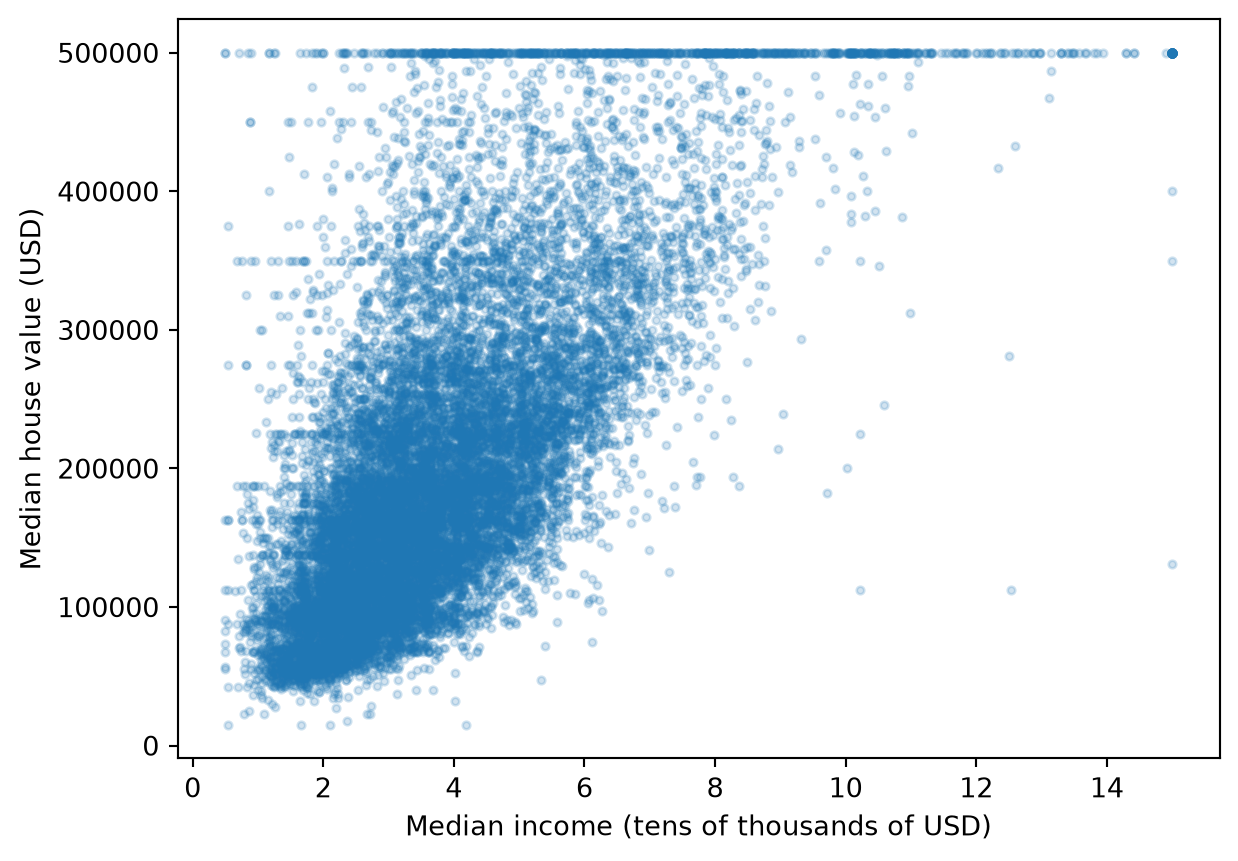 500000
400000
300000
200000
100000
0
Median house value (USD)
0 2 4 6 8 10 12 14
Median income (tens of thousands of USD)